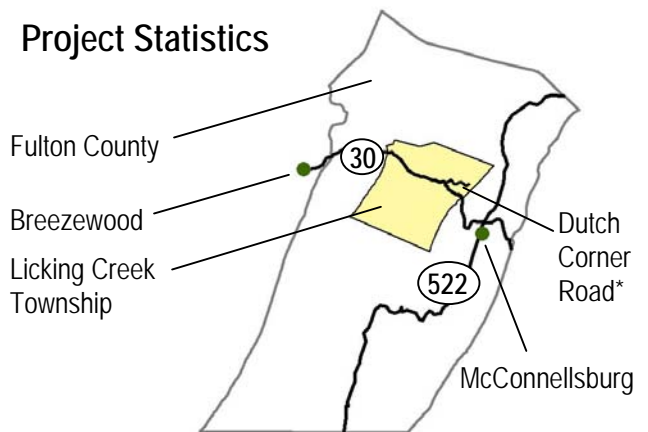 Project Statistics
Fulton County
30
Breezewood
Licking Creek
Township
Dutch
Corner
Road*
522
McConnellsburg